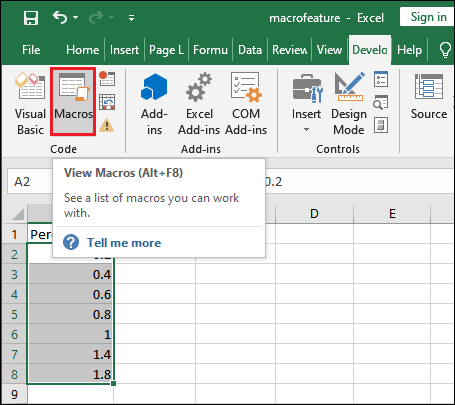 macrofeature - Excel
Sign in
File Home Insert Page L Formu Data Review View Develo Help
Visual Basic
Macros
Add-ins
Excel Add-ins
COM Add-ins
Insert
Design Mode
Source
Code
Add-ins
Controls
A2
0.2
View Macros (Alt+F8)
See a list of macros you can work
with.
? Tell me more
D E
1 Per
2
3 0.4
4 0.6
5 0.8
6 1
7 1.4
8 1.8
9